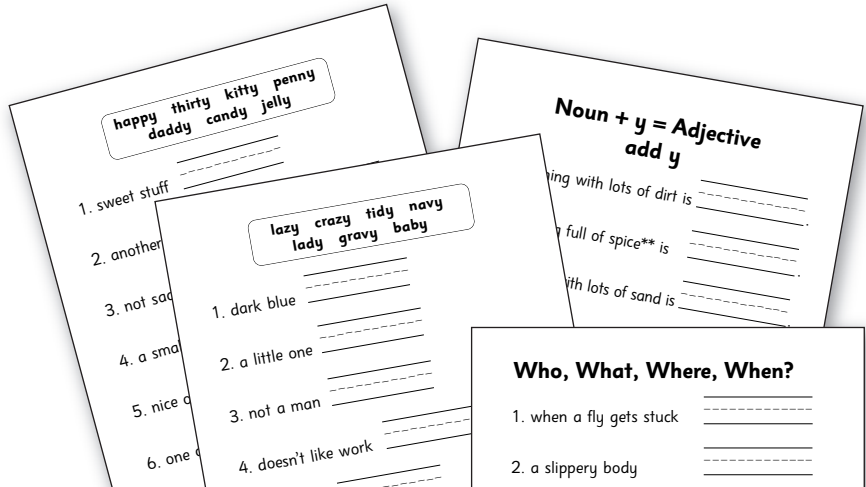 happy thirty kitty penny
daddy candy jelly
1. sweet stuff
2. another
3. not
4. a
5. nice
6. one
lazy crazy tidy navy
lady gravy baby
1. dark blue
2. a little one
3. not a man
4. doesn't like work
Noun + y = Adjective
add y
with lots of dirt is .
full of spice** is .
with lots of sand is .
Who, What, Where, When?
1. when a fly gets stuck
2. a slippery body